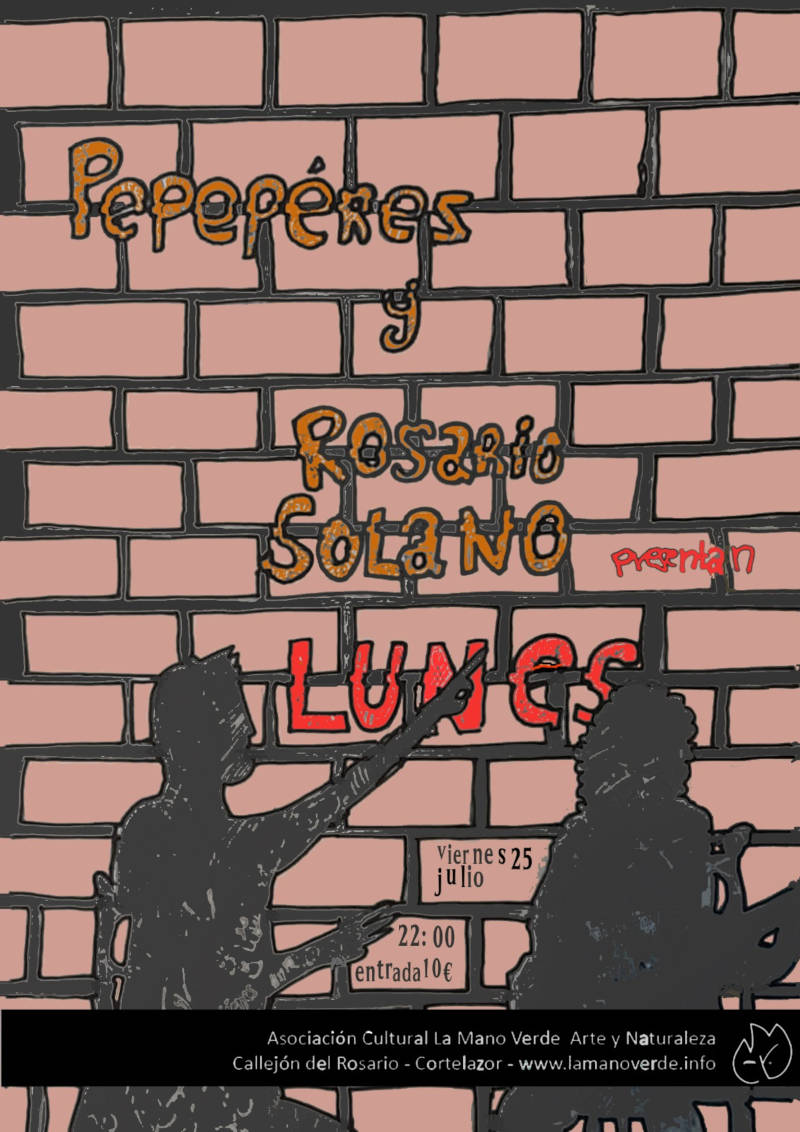 Pepepéres
y
Rosario
Solano
presentan
Lunes
viernes 25
julio
22:00
entrada 10€
Asociación Cultural La Mano Verde Arte y Naturaleza
Callejón del Rosario - Cortelazor - www.lamanoverde.info